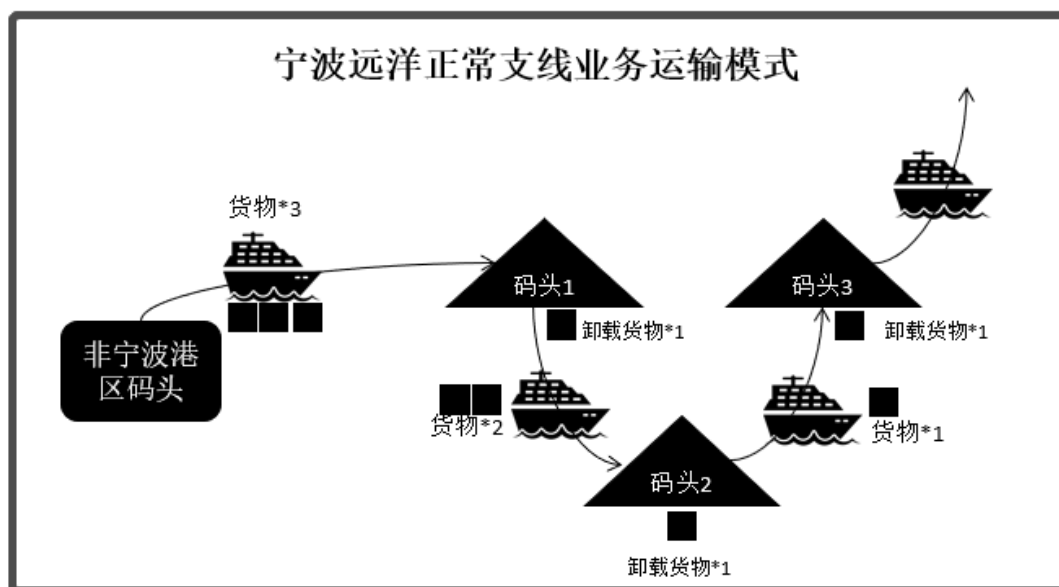 宁波远洋正常支线业务运输模式
货物*3
非宁波港
区码头
码头1
卸载货物*1
货物*2
码头2
卸载货物*1
货物*1
码头3
卸载货物*1